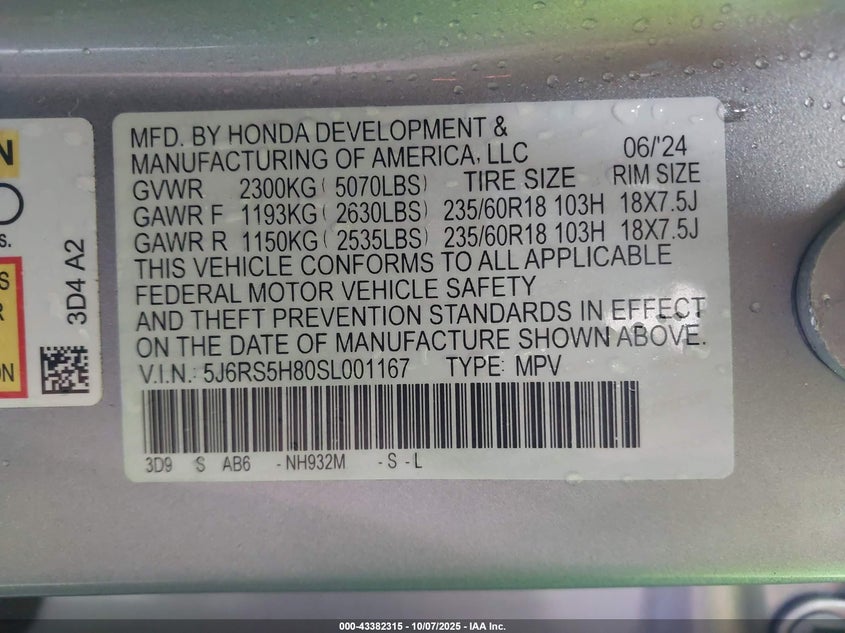 MFD. BY HONDA DEVELOPMENT &
MANUFACTURING OF AMERICA, LLC 06/'24
GVWR 2300KG ( 5070LBS) TIRE SIZE RIM SIZE
GAWR F 1193KG ( 2630LBS) 235/60R18 103H 18X7.5J
GAWR R 1150KG ( 2535LBS) 235/60R18 103H 18X7.5J
THIS VEHICLE CONFORMS TO ALL APPLICABLE
FEDERAL MOTOR VEHICLE SAFETY
AND THEFT PREVENTION STANDARDS IN EFFECT
ON THE DATE OF MANUFACTURE SHOWN ABOVE.
V.I.N.: 5J6RS5H80SL001167 TYPE: MPV
3D9 S AB6 - NH932M - S - L
3D4 A2
000-43382315 - 10/07/2025 - IAA Inc.